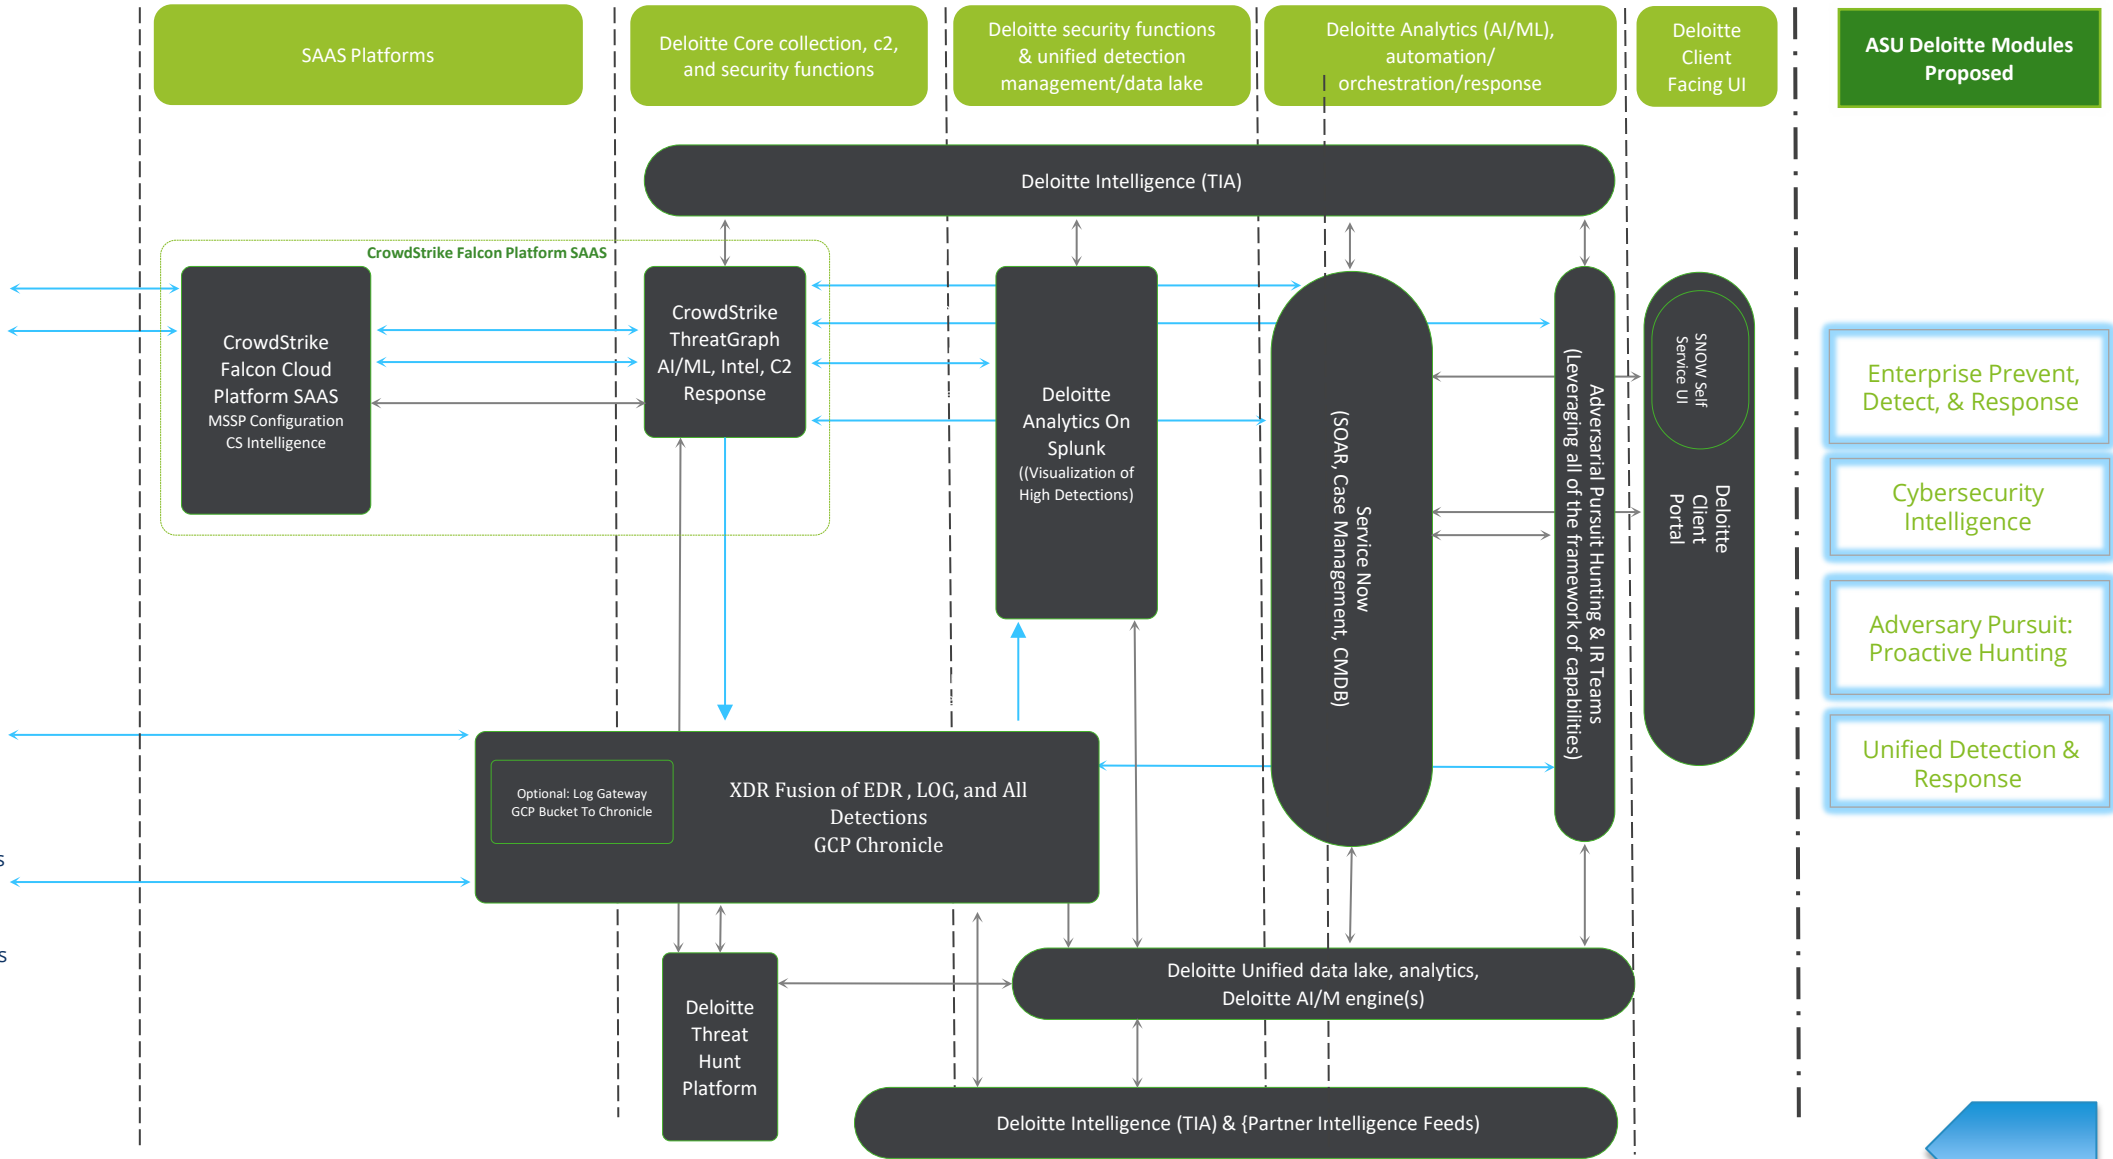 SAAS Platforms
Deloitte Core collection, c2,
and security functions
Deloitte security functions
& unified detection
management/data lake
Deloitte Analytics (AI/ML),
automation/
orchestration/response
Deloitte
Client
Facing UI
ASU Deloitte Modules
Proposed
Deloitte Intelligence (TIA)
CrowdStrike Falcon Platform SAAS
CrowdStrike
Falcon Cloud
Platform SAAS
MSSP Configuration
CS Intelligence
CrowdStrike
ThreatGraph
AI/ML, Intel, C2
Response
Deloitte
Analytics On
Splunk
((Visualization of
High Detections)
Service Now
(SOAR, Case Management, CMDB)
Adversarial Pursuit Hunting & IR Teams
(Leveraging all of the framework of capabilities)
SNOW Self
Service UI
Deloitte
Client
Portal
Enterprise Prevent,
Detect, & Response
Cybersecurity
Intelligence
Adversary Pursuit:
Proactive Hunting
Unified Detection &
Response
Optional: Log Gateway
GCP Bucket To Chronicle
XDR Fusion of EDR , LOG, and All
Detections
GCP Chronicle
s
s
Deloitte
Threat
Hunt
Platform
Deloitte Unified data lake, analytics,
Deloitte AI/M engine(s)
Deloitte Intelligence (TIA) & {Partner Intelligence Feeds)